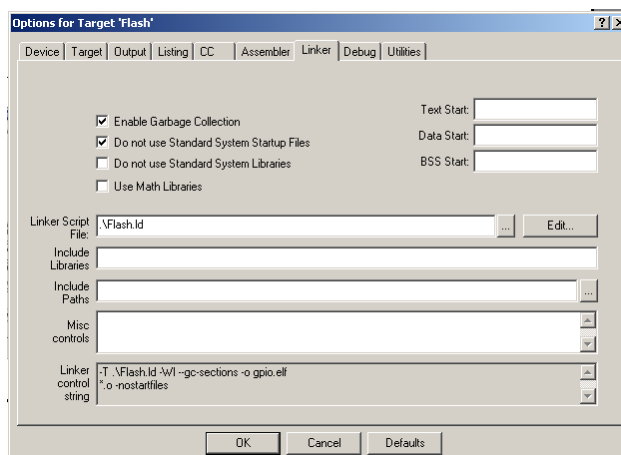 Options for Target 'Flash'
Device Target Output Listing CC Assembler Linker Debug Utilities
Enable Garbage Collection
Do not use Standard System Startup Files
Do not use Standard System Libraries
Use Math Libraries
Text Start:
Data Start:
BSS Start:
Linker Script
File:
.\Flash.ld
... Edit...
Include
Libraries
Include
Paths
...
Misc
controls
Linker
control
string
-T .\Flash.ld -Wl --gc-sections -o gpio.elf
*.o -nostartfiles
OK Cancel Defaults